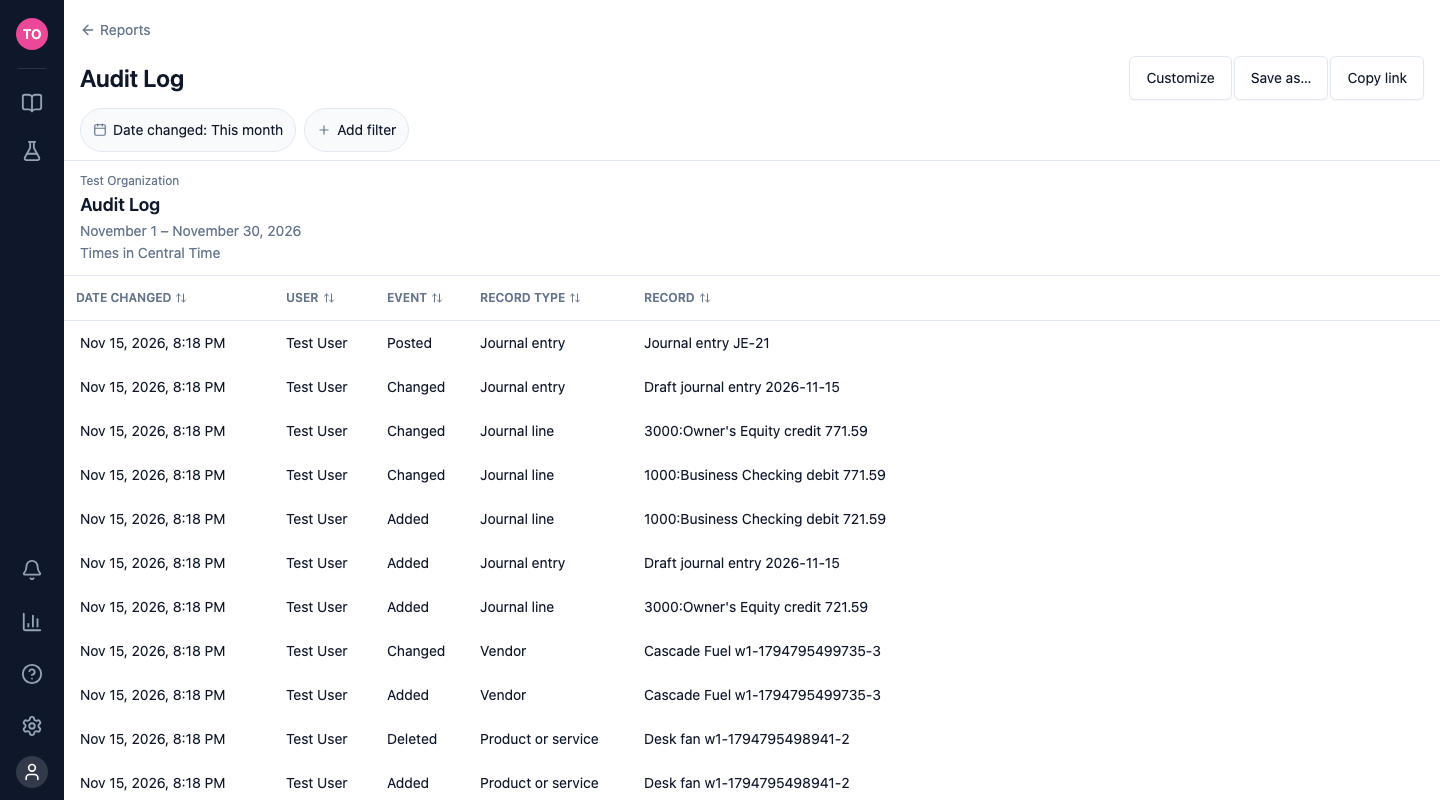 TO
Reports
Audit Log
Customize
Save as...
Copy link
Date changed: This month
Add filter
Test Organization
Audit Log
November 1 – November 30, 2026
Times in Central Time
DATE CHANGED USER EVENT RECORD TYPE RECORD
Nov 15, 2026, 8:18 PM Test User Posted Journal entry Journal entry JE-21
Nov 15, 2026, 8:18 PM Test User Changed Journal entry Draft journal entry 2026-11-15
Nov 15, 2026, 8:18 PM Test User Changed Journal line 3000:Owner's Equity credit 771.59
Nov 15, 2026, 8:18 PM Test User Changed Journal line 1000:Business Checking debit 771.59
Nov 15, 2026, 8:18 PM Test User Added Journal line 1000:Business Checking debit 721.59
Nov 15, 2026, 8:18 PM Test User Added Journal entry Draft journal entry 2026-11-15
Nov 15, 2026, 8:18 PM Test User Added Journal line 3000:Owner's Equity credit 721.59
Nov 15, 2026, 8:18 PM Test User Changed Vendor Cascade Fuel w1-1794795499735-3
Nov 15, 2026, 8:18 PM Test User Added Vendor Cascade Fuel w1-1794795499735-3
Nov 15, 2026, 8:18 PM Test User Deleted Product or service Desk fan w1-1794795498941-2
Nov 15, 2026, 8:18 PM Test User Added Product or service Desk fan w1-1794795498941-2